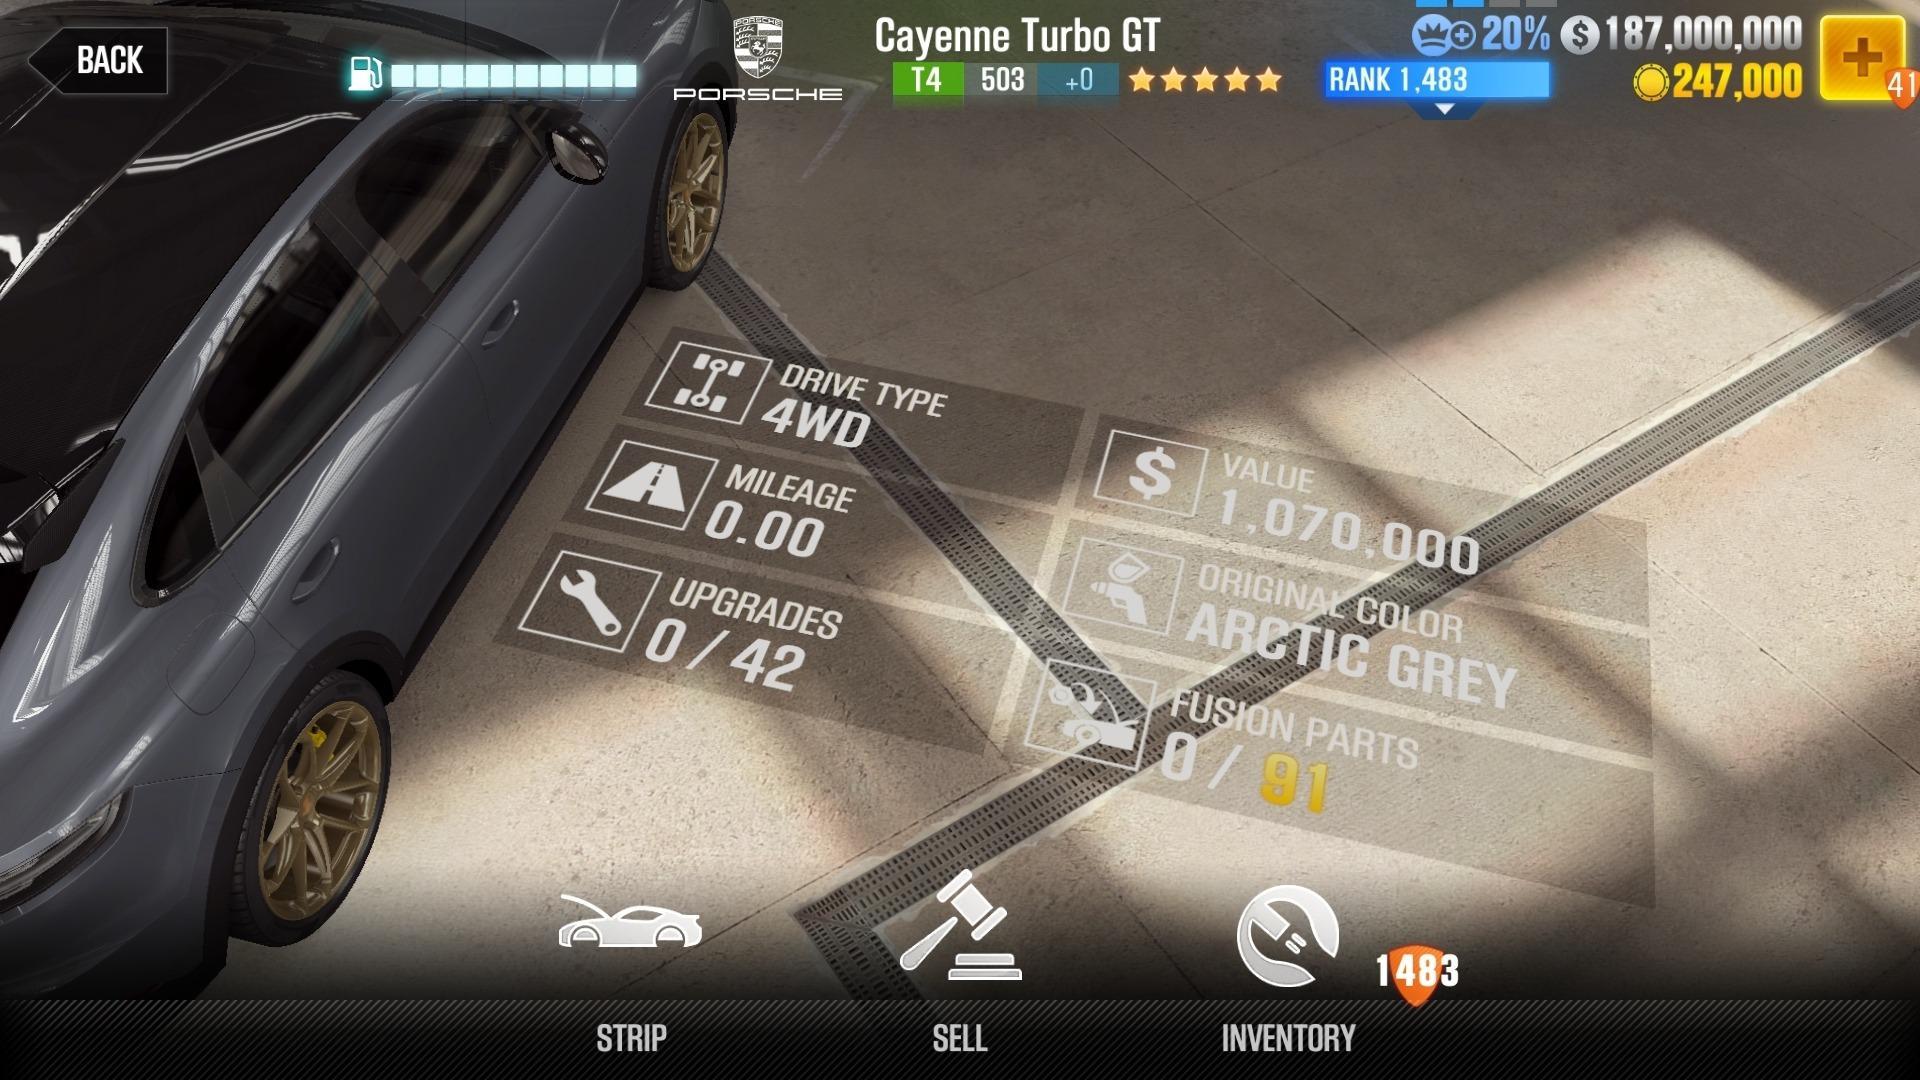 BACK
PORSCHE
Cayenne Turbo GT
T4 503 +0
20%
187,000,000
RANK 1,483
247,000
41
DRIVE TYPE
4WD
MILEAGE
0.00
UPGRADES
0 / 42
VALUE
1,070,000
ORIGINAL COLOR
ARCTIC GREY
FUSION PARTS
0 / 91
1483
STRIP
SELL
INVENTORY